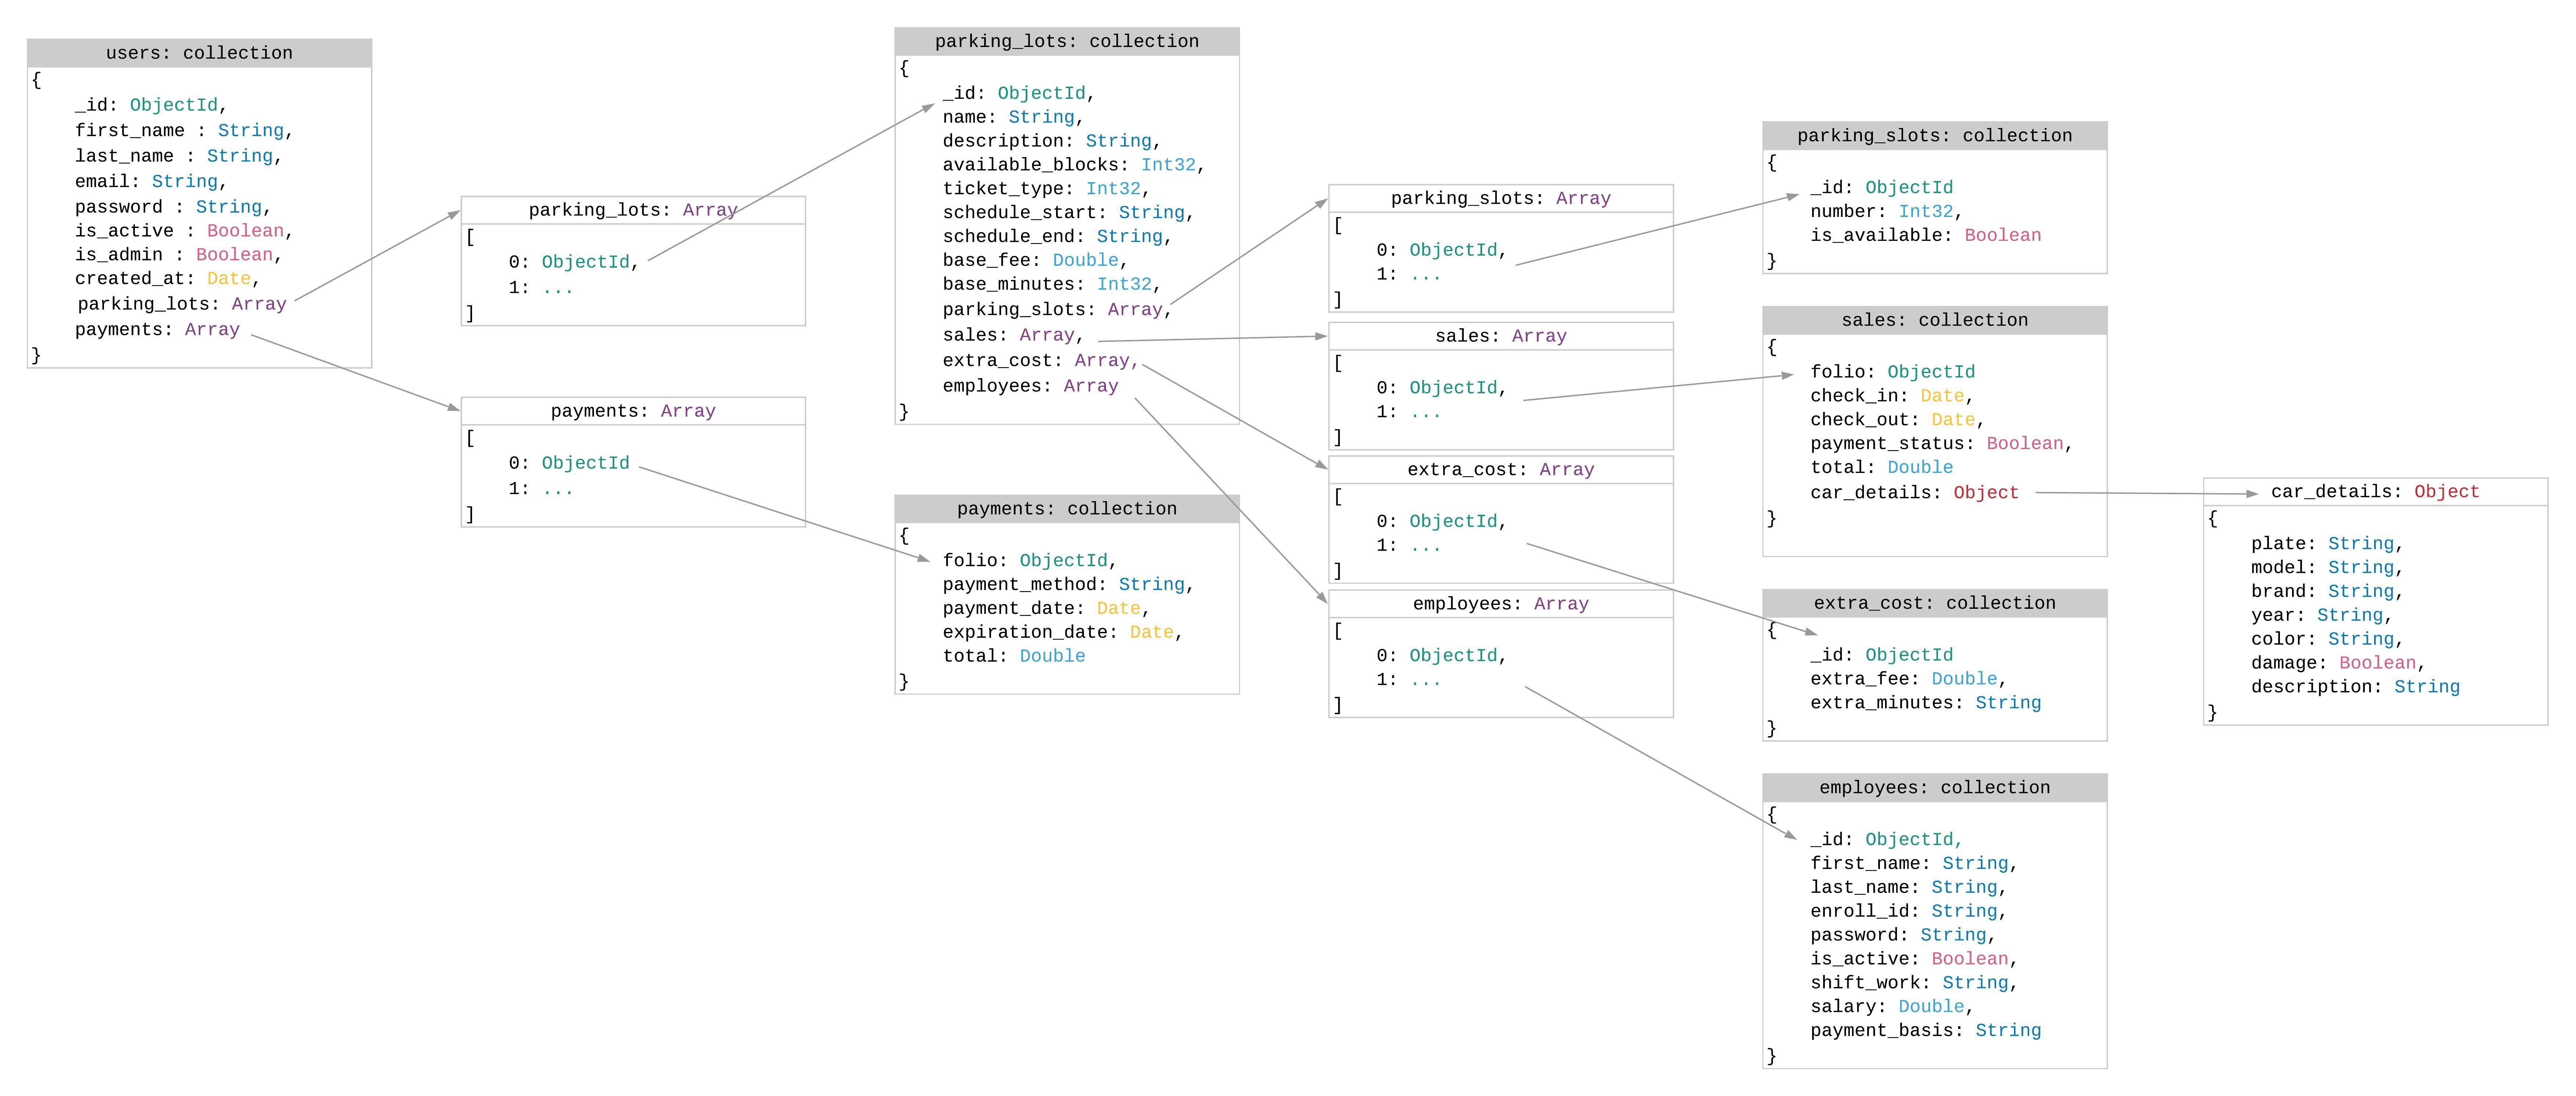 users: collection
{
_id: ObjectId,
first_name : String,
last_name : String,
email: String,
password : String,
is_active : Boolean,
is_admin : Boolean,
created_at: Date,
parking_lots: Array
payments: Array
}
parking_lots: Array
[
0: ObjectId,
1: ...
]
payments: Array
[
0: ObjectId
1: ...
]
parking_lots: collection
{
_id: ObjectId,
name: String,
description: String,
available_blocks: Int32,
ticket_type: Int32,
schedule_start: String,
schedule_end: String,
base_fee: Double,
base_minutes: Int32,
parking_slots: Array,
sales: Array,
extra_cost: Array,
employees: Array
}
payments: collection
{
folio: ObjectId,
payment_method: String,
payment_date: Date,
expiration_date: Date,
total: Double
}
parking_slots: Array
[
0: ObjectId,
1: ...
]
sales: Array
[
0: ObjectId,
1: ...
]
extra_cost: Array
[
0: ObjectId,
1: ...
]
employees: Array
[
0: ObjectId,
1: ...
]
parking_slots: collection
{
_id: ObjectId
number: Int32,
is_available: Boolean
}
sales: collection
{
folio: ObjectId
check_in: Date,
check_out: Date,
payment_status: Boolean,
total: Double
car_details: Object
}
extra_cost: collection
{
_id: ObjectId
extra_fee: Double,
extra_minutes: String
}
employees: collection
{
_id: ObjectId,
first_name: String,
last_name: String,
enroll_id: String,
password: String,
is_active: Boolean,
shift_work: String,
salary: Double,
payment_basis: String
}
car_details: Object
{
plate: String,
model: String,
brand: String,
year: String,
color: String,
damage: Boolean,
description: String
}